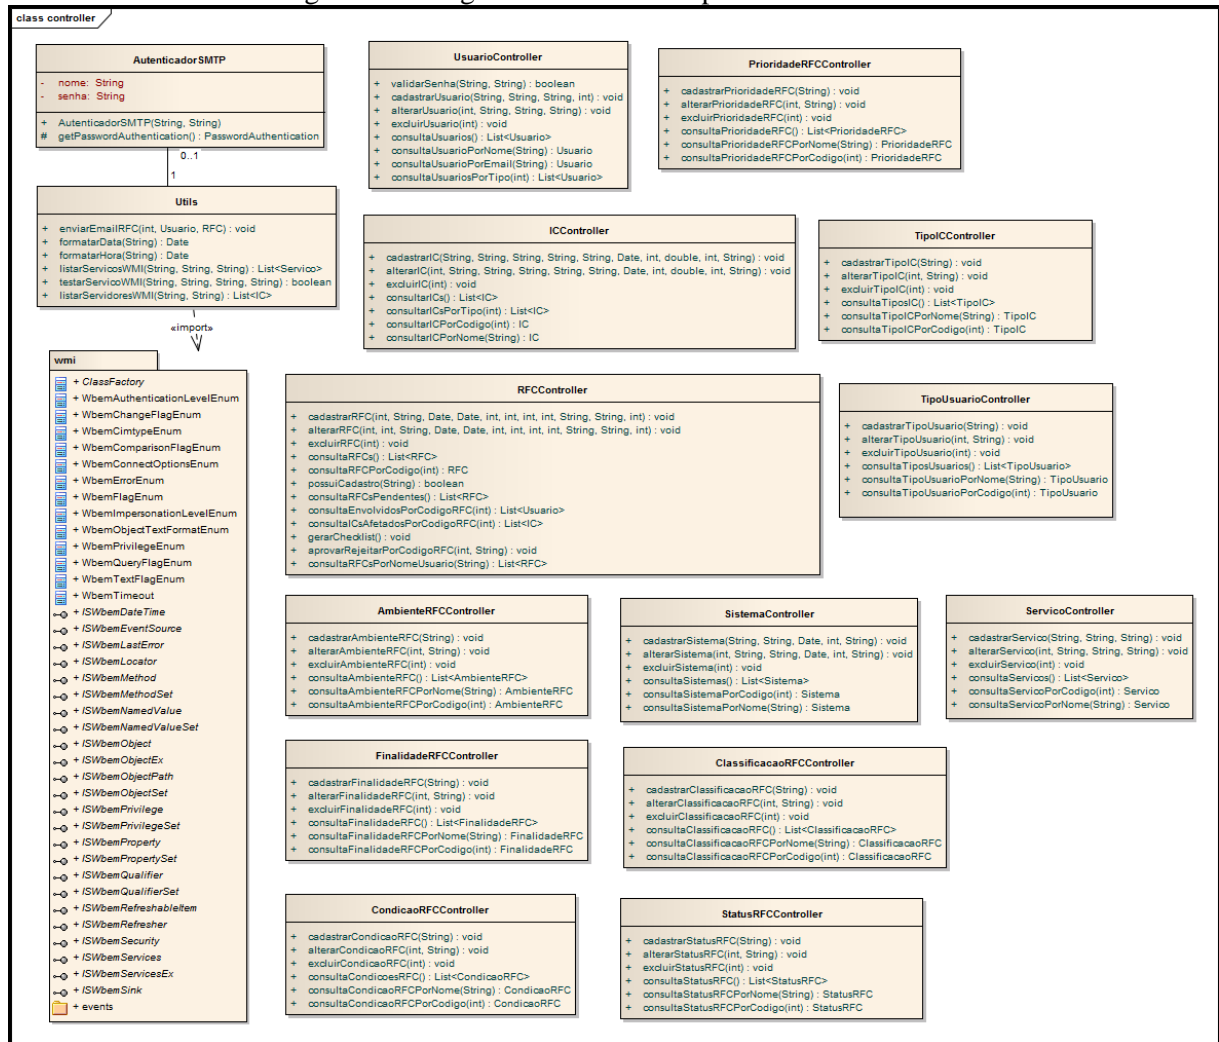 class controller
AutenticadorSMTP
- nome: String
- senha: String
+ AutenticadorSMTP(String, String)
# getPasswordAuthentication() : PasswordAuthentication
0..1
1
Utils
+ enviarEmailRFC(int, Usuario, RFC) : void
+ formatarData(String) : Date
+ formatarHora(String) : Date
+ listarServicosWMI(String, String, String) : List<Servico>
+ testarServicoWMI(String, String, String, String) : boolean
+ listarServidoresWMI(String, String) : List<IC>
«import»
wmi
+ ClassFactory
+ WbemAuthenticationLevelEnum
+ WbemChangeFlagEnum
+ WbemCimtypeEnum
+ WbemComparisonFlagEnum
+ WbemConnectOptionsEnum
+ WbemErrorEnum
+ WbemFlagEnum
+ WbemImpersonationLevelEnum
+ WbemObjectTextFormatEnum
+ WbemPrivilegeEnum
+ WbemQueryFlagEnum
+ WbemTextFlagEnum
+ WbemTimeout
+ ISWbemDateTime
+ ISWbemEventSource
+ ISWbemLastError
+ ISWbemLocator
+ ISWbemMethod
+ ISWbemMethodSet
+ ISWbemNamedValue
+ ISWbemNamedValueSet
+ ISWbemObject
+ ISWbemObjectEx
+ ISWbemObjectPath
+ ISWbemObjectSet
+ ISWbemPrivilege
+ ISWbemPrivilegeSet
+ ISWbemProperty
+ ISWbemPropertySet
+ ISWbemQualifier
+ ISWbemQualifierSet
+ ISWbemRefreshableItem
+ ISWbemRefresher
+ ISWbemSecurity
+ ISWbemServices
+ ISWbemServicesEx
+ ISWbemSink
+ events
UsuarioController
+ validarSenha(String, String) : boolean
+ cadastrarUsuario(String, String, String, int) : void
+ alterarUsuario(int, String, String, String) : void
+ excluirUsuario(int) : void
+ consultaUsuarios() : List<Usuario>
+ consultaUsuarioPorNome(String) : Usuario
+ consultaUsuarioPorEmail(String) : Usuario
+ consultaUsuariosPorTipo(int) : List<Usuario>
PrioridadeRFCController
+ cadastrarPrioridadeRFC(String) : void
+ alterarPrioridadeRFC(int, String) : void
+ excluirPrioridadeRFC(int) : void
+ consultaPrioridadeRFC() : List<PrioridadeRFC>
+ consultaPrioridadeRFCPorNome(String) : PrioridadeRFC
+ consultaPrioridadeRFCPorCodigo(int) : PrioridadeRFC
ICController
+ cadastrarIC(String, String, String, String, String, Date, int, double, int, String) : void
+ alterarIC(int, String, String, String, String, String, Date, int, double, int, String) : void
+ excluirIC(int) : void
+ consultarICs() : List<IC>
+ consultarICsPorTipo(int) : List<IC>
+ consultarICPorCodigo(int) : IC
+ consultarICPorNome(String) : IC
TipoICController
+ cadastrarTipoIC(String) : void
+ alterarTipoIC(int, String) : void
+ excluirTipoIC(int) : void
+ consultaTiposIC() : List<TipoIC>
+ consultaTipoICPorNome(String) : TipoIC
+ consultaTipoICPorCodigo(int) : TipoIC
RFCController
+ cadastrarRFC(int, String, Date, Date, int, int, int, int, String, String, int) : void
+ alterarRFC(int, int, String, Date, Date, int, int, int, int, String, String, int) : void
+ excluirRFC(int) : void
+ consultaRFCs() : List<RFC>
+ consultaRFCPorCodigo(int) : RFC
+ possuiCadastro(String) : boolean
+ consultaRFCsPendentes() : List<RFC>
+ consultaEnvolvidosPorCodigoRFC(int) : List<Usuario>
+ consultaICsAfetadosPorCodigoRFC(int) : List<IC>
+ gerarChecklist() : void
+ aprovarRejeitarPorCodigoRFC(int, String) : void
+ consultaRFCsPorNomeUsuario(String) : List<RFC>
TipoUsuarioController
+ cadastrarTipoUsuario(String) : void
+ alterarTipoUsuario(int, String) : void
+ excluirTipoUsuario(int) : void
+ consultaTiposUsuarios() : List<TipoUsuario>
+ consultaTipoUsuarioPorNome(String) : TipoUsuario
+ consultaTipoUsuarioPorCodigo(int) : TipoUsuario
AmbienteRFCController
+ cadastrarAmbienteRFC(String) : void
+ alterarAmbienteRFC(int, String) : void
+ excluirAmbienteRFC(int) : void
+ consultaAmbienteRFC() : List<AmbienteRFC>
+ consultaAmbienteRFCPorNome(String) : AmbienteRFC
+ consultaAmbienteRFCPorCodigo(int) : AmbienteRFC
SistemaController
+ cadastrarSistema(String, String, Date, int, String) : void
+ alterarSistema(int, String, String, Date, int, String) : void
+ excluirSistema(int) : void
+ consultaSistemas() : List<Sistema>
+ consultaSistemaPorCodigo(int) : Sistema
+ consultaSistemaPorNome(String) : Sistema
ServicoController
+ cadastrarServico(String, String, String) : void
+ alterarServico(int, String, String, String) : void
+ excluirServico(int) : void
+ consultaServicos() : List<Servico>
+ consultaServicoPorCodigo(int) : Servico
+ consultaServicoPorNome(String) : Servico
FinalidadeRFCController
+ cadastrarFinalidadeRFC(String) : void
+ alterarFinalidadeRFC(int, String) : void
+ excluirFinalidadeRFC(int) : void
+ consultaFinalidadeRFC() : List<FinalidadeRFC>
+ consultaFinalidadeRFCPorNome(String) : FinalidadeRFC
+ consultaFinalidadeRFCPorCodigo(int) : FinalidadeRFC
ClassificacaoRFCController
+ cadastrarClassificacaoRFC(String) : void
+ alterarClassificacaoRFC(int, String) : void
+ excluirClassificacaoRFC(int) : void
+ consultaClassificacaoRFC() : List<ClassificacaoRFC>
+ consultaClassificacaoRFCPorNome(String) : ClassificacaoRFC
+ consultaClassificacaoRFCPorCodigo(int) : ClassificacaoRFC
CondicaoRFCController
+ cadastrarCondicaoRFC(String) : void
+ alterarCondicaoRFC(int, String) : void
+ excluirCondicaoRFC(int) : void
+ consultaCondicoesRFC() : List<CondicaoRFC>
+ consultaCondicaoRFCPorNome(String) : CondicaoRFC
+ consultaCondicaoRFCPorCodigo(int) : CondicaoRFC
StatusRFCController
+ cadastrarStatusRFC(String) : void
+ alterarStatusRFC(int, String) : void
+ excluirStatusRFC(int) : void
+ consultaStatusRFC() : List<StatusRFC>
+ consultaStatusRFCPorNome(String) : StatusRFC
+ consultaStatusRFCPorCodigo(int) : StatusRFC